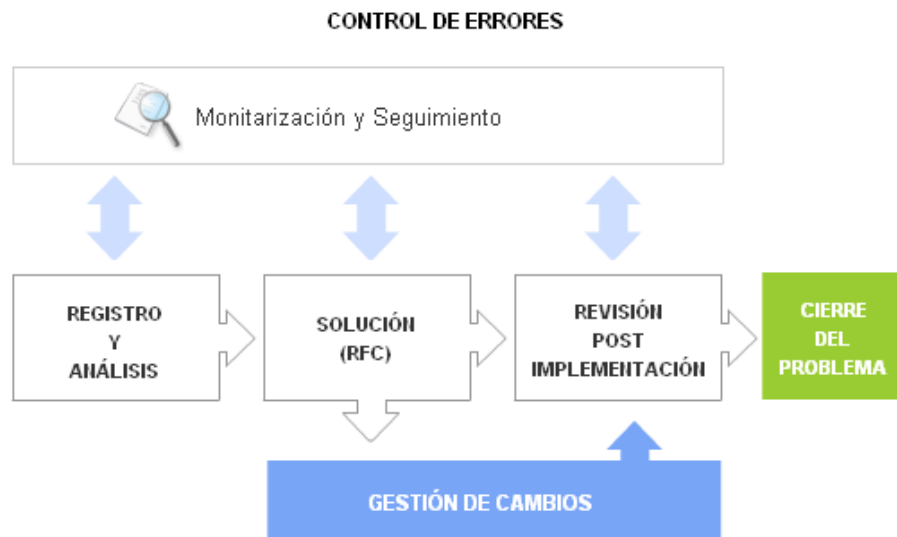 CONTROL DE ERRORES
Monitarización y Seguimiento
REGISTRO
Y
ANÁLISIS
SOLUCIÓN
(RFC)
REVISIÓN
POST
IMPLEMENTACIÓN
CIERRE
DEL
PROBLEMA
GESTIÓN DE CAMBIOS